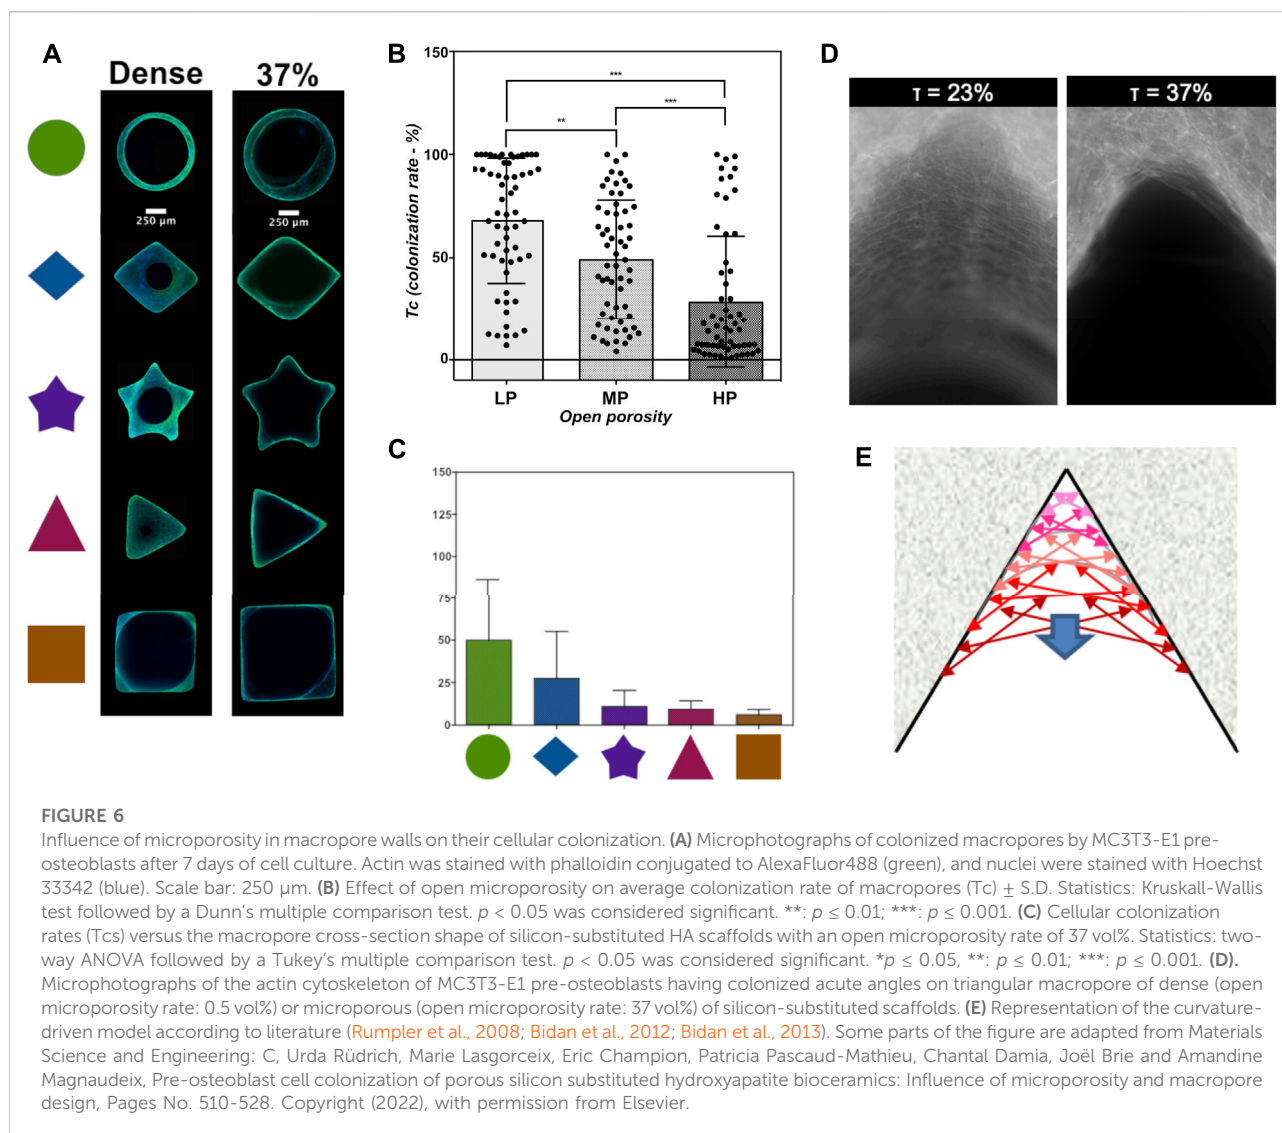 A
Dense
37%
250 µm
250 µm
B
150
100
50
0
Tc (colonization rate - %)
***
***
**
LP
MP
HP
Open porosity
C
150
125
100
75
50
25
0
D
τ = 23%
τ = 37%
E
FIGURE 6
Influence of microporosity in macropore walls on their cellular colonization. (A) Microphotographs of colonized macropores by MC3T3-E1 pre-
osteoblasts after 7 days of cell culture. Actin was stained with phalloidin conjugated to AlexaFluor488 (green), and nuclei were stained with Hoechst
33342 (blue). Scale bar: 250 µm. (B) Effect of open microporosity on average colonization rate of macropores (Tc) ± S.D. Statistics: Kruskall-Wallis
test followed by a Dunn's multiple comparison test. p < 0.05 was considered significant. **: p ≤ 0.01; ***: p ≤ 0.001. (C) Cellular colonization
rates (Tcs) versus the macropore cross-section shape of silicon-substituted HA scaffolds with an open microporosity rate of 37 vol%. Statistics: two-
way ANOVA followed by a Tukey's multiple comparison test. p < 0.05 was considered significant. *p ≤ 0.05, **: p ≤ 0.01; ***: p ≤ 0.001. (D).
Microphotographs of the actin cytoskeleton of MC3T3-E1 pre-osteoblasts having colonized acute angles on triangular macropore of dense (open
microporosity rate: 0.5 vol%) or microporous (open microporosity rate: 37 vol%) of silicon-substituted scaffolds. (E) Representation of the curvature-
driven model according to literature (Rumpler et al., 2008; Bidan et al., 2012; Bidan et al., 2013). Some parts of the figure are adapted from Materials
Science and Engineering: C, Urda Rüdrich, Marie Lasgorceix, Eric Champion, Patricia Pascaud-Mathieu, Chantal Damia, Joël Brie and Amandine
Magnaudeix, Pre-osteoblast cell colonization of porous silicon substituted hydroxyapatite bioceramics: Influence of microporosity and macropore
design, Pages No. 510-528. Copyright (2022), with permission from Elsevier.